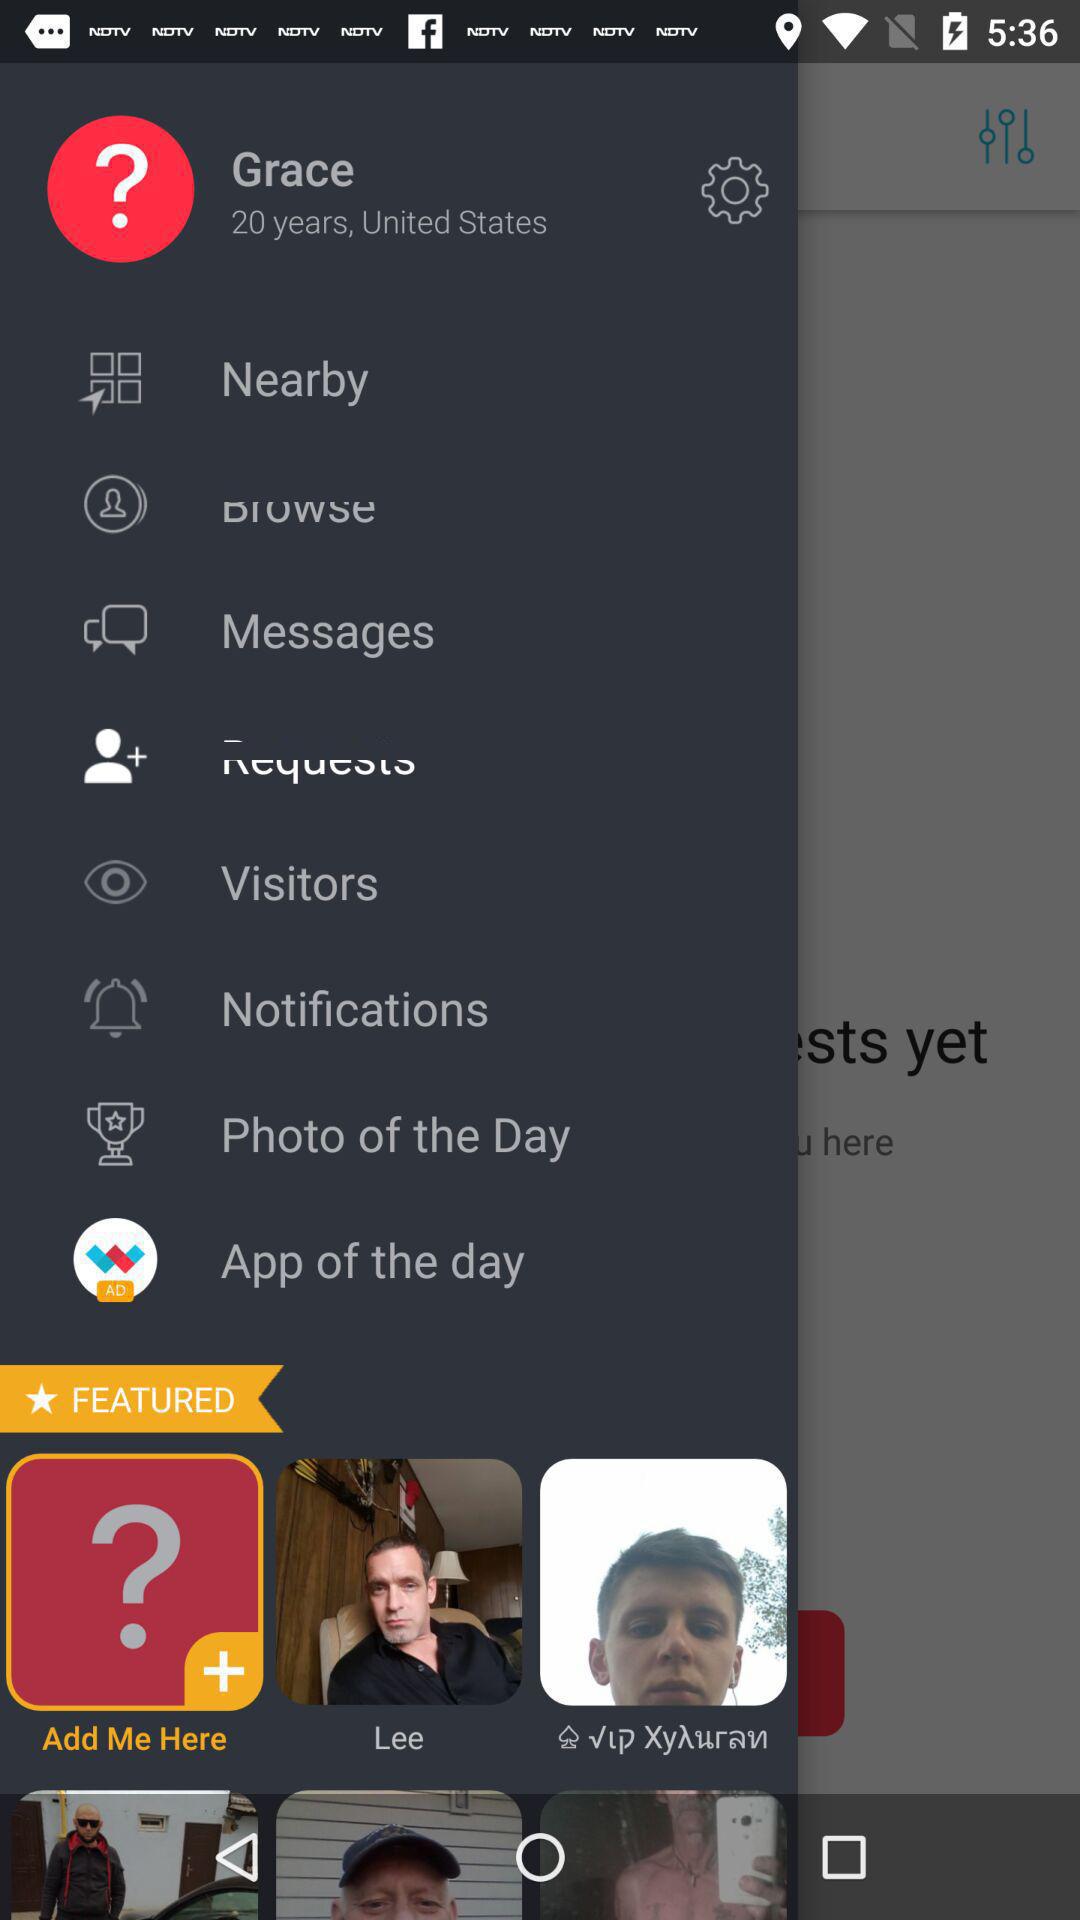 NDTV NDTV NDTV NDTV NDTV NDTV NDTV NDTV NDTV 5:36
?
Grace
20 years, United States
Nearby
Browse
Messages
Requests
Visitors
Notifications
ests yet
Photo of the Day
u here
AD
App of the day
FEATURED
?
Add Me Here
Lee